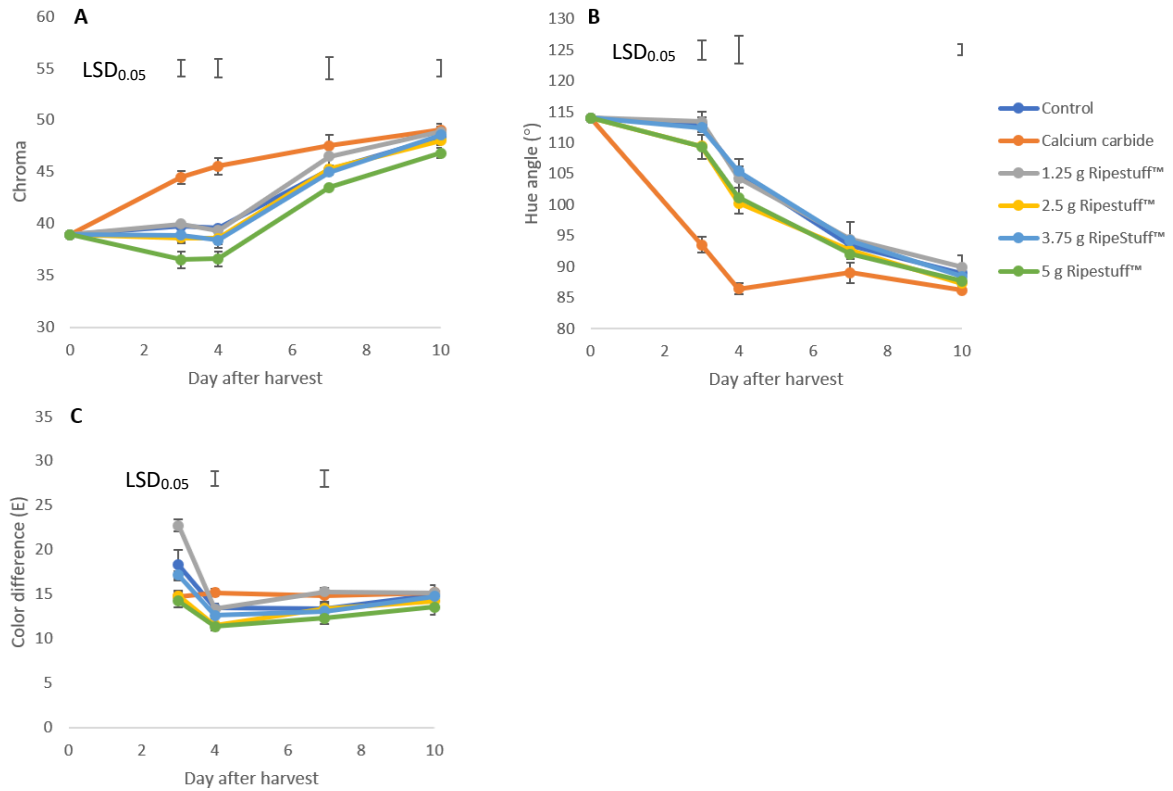 A
60
55
50
45
40
35
30
LSD0.05
Chroma
0 2 4 6 8 10
Day after harvest
B
130
125
120
115
110
105
100
95
90
85
80
LSD0.05
Hue angle (°)
0 2 4 6 8 10
Day after harvest
Control
Calcium carbide
1.25 g Ripestuff™
2.5 g Ripestuff™
3.75 g RipeStuff™
5 g Ripestuff™
C
35
30
25
20
15
10
5
0
LSD0.05
Color difference (E)
0 2 4 6 8 10
Day after harvest